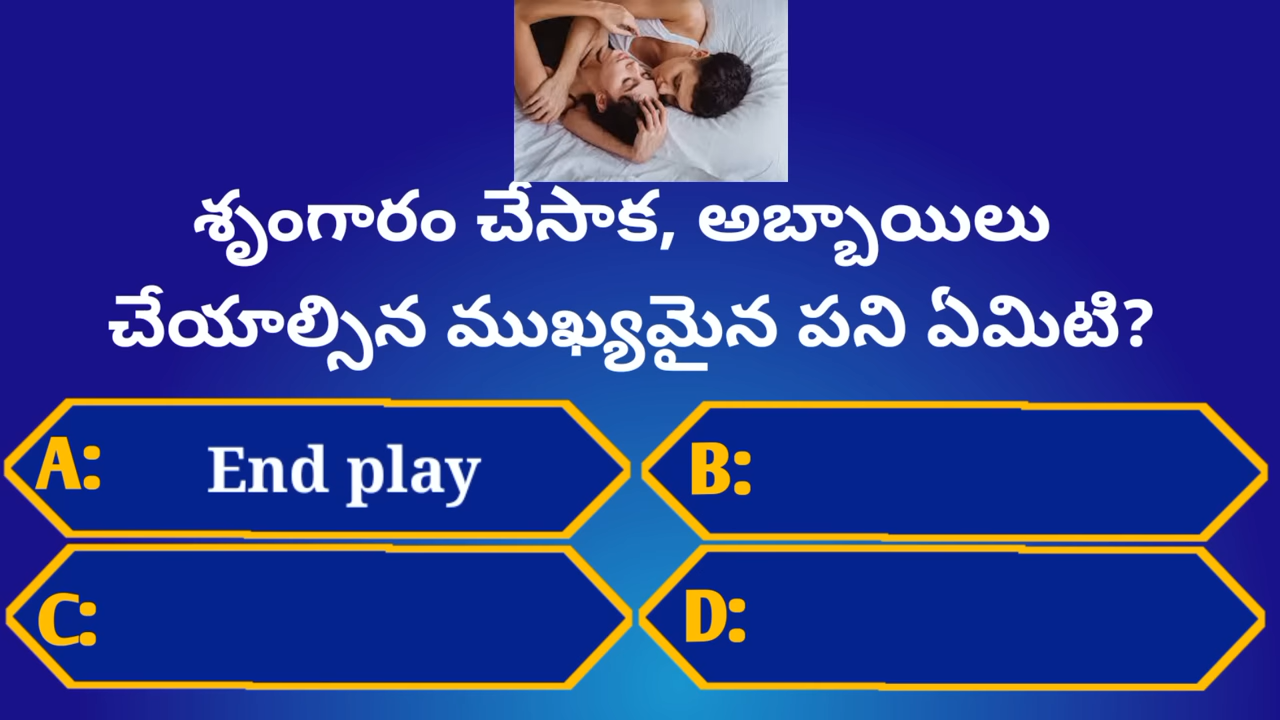 శృంగారం చేసాక, అబ్బాయిలు
చేయాల్సిన ముఖ్యమైన పని ఏమిటి?
A: End play
B:
C:
D: